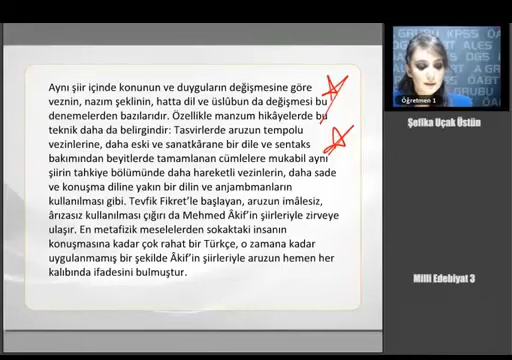 Aynı şiir içinde konunun ve duyguların değişmesine göre
veznin, nazım şeklinin, hatta dil ve üslûbun da değişmesi bu
denemelerden bazılarıdır. Özellikle manzum hikâyelerde bu
teknik daha da belirgindir: Tasvirlerde aruzun tempolu
vezinlerine, daha eski ve sanatkârane bir dile ve sentaks
bakımından beyitlerde tamamlanan cümlelere mukabil aynı
şiirin tahkiye bölümünde daha hareketli vezinlerin, daha sade
ve konuşma diline yakın bir dilin ve anjambmanların
kullanılması gibi. Tevfik Fikret'le başlayan, aruzun imâlesiz,
ârızasız kullanılması çığırı da Mehmed Âkif'in şiirleriyle zirveye
ulaşır. En metafizik meselelerden sokaktaki insanın
konuşmasına kadar çok rahat bir Türkçe, o zamana kadar
uygulanmamış bir şekilde Âkif'in şiirleriyle aruzun hemen her
kalıbında ifadesini bulmuştur.
GRUBU KPSS ÖA
ÖABT
Öğretmen 1
Şefika Uçak Üstün
Milli Edebiyat 3